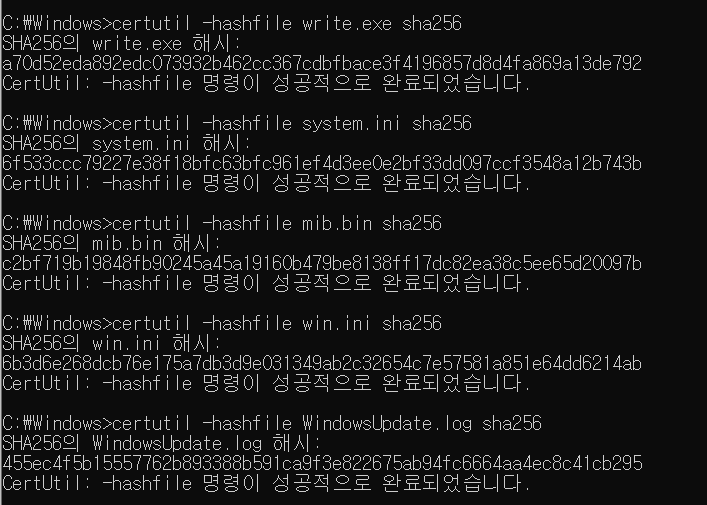 C:₩Windows>certutil -hashfile write.exe sha256
SHA256의 write.exe 해시:
a70d52eda892edc073932b462cc367cdbfbace3f4196857d8d4fa869a13de792
CertUtil: -hashfile 명령이 성공적으로 완료되었습니다.
C:₩Windows>certutil -hashfile system.ini sha256
SHA256의 system.ini 해시:
6f533ccc79227e38f18bfc63bfc961ef4d3ee0e2bf33dd097ccf3548a12b743b
CertUtil: -hashfile 명령이 성공적으로 완료되었습니다.
C:₩Windows>certutil -hashfile mib.bin sha256
SHA256의 mib.bin 해시:
c2bf719b19848fb90245a45a19160b479be8138ff17dc82ea38c5ee65d20097b
CertUtil: -hashfile 명령이 성공적으로 완료되었습니다.
C:₩Windows>certutil -hashfile win.ini sha256
SHA256의 win.ini 해시:
6b3d6e268dcb76e175a7db3d9e031349ab2c32654c7e57581a851e64dd6214ab
CertUtil: -hashfile 명령이 성공적으로 완료되었습니다.
C:₩Windows>certutil -hashfile WindowsUpdate.log sha256
SHA256의 WindowsUpdate.log 해시:
455ec4f5b15557762b893388b591ca9f3e822675ab94fc6664aa4ec8c41cb295
CertUtil: -hashfile 명령이 성공적으로 완료되었습니다.